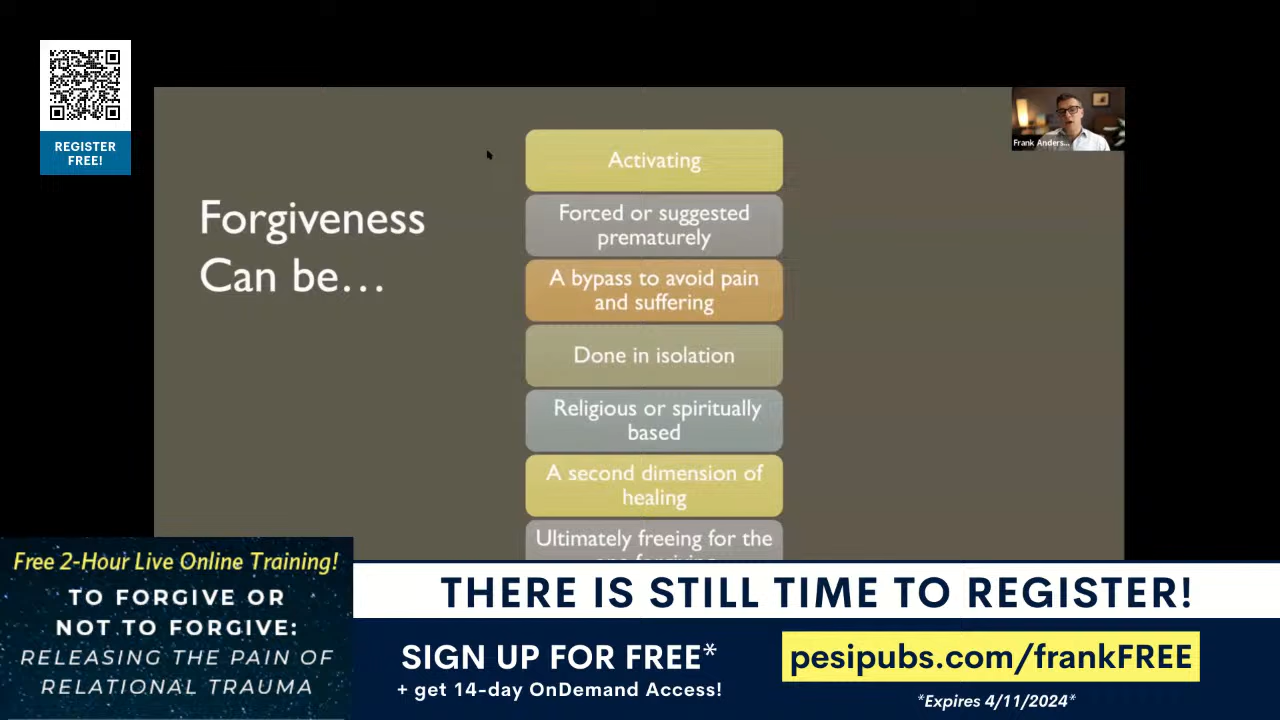 REGISTER
FREE!
Frank Anders...
Forgiveness
Can be...
Activating
Forced or suggested
prematurely
A bypass to avoid pain
and suffering
Done in isolation
Religious or spiritually
based
A second dimension of
healing
Ultimately freeing for the
Free 2-Hour Live Online Training!
TO FORGIVE OR
NOT TO FORGIVE:
RELEASING THE PAIN OF
RELATIONAL TRAUMA
THERE IS STILL TIME TO REGISTER!
SIGN UP FOR FREE*
+ get 14-day OnDemand Access!
pesipubs.com/frankFREE
*Expires 4/11/2024*